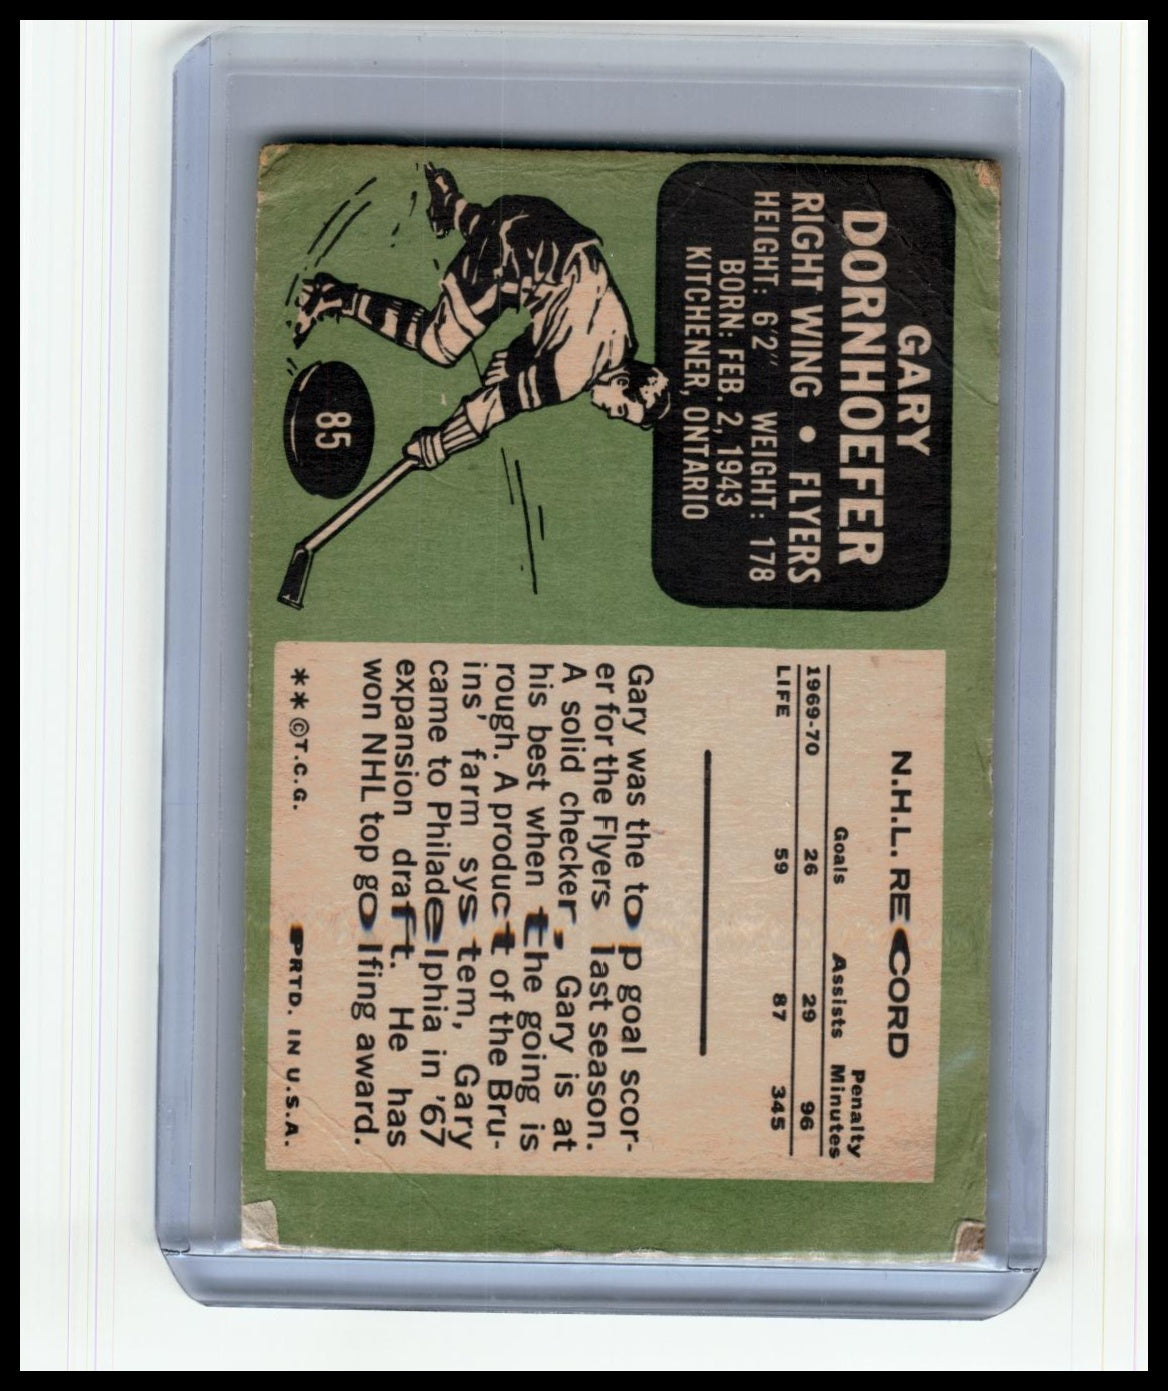 GARY
DORNHOEFER
RIGHT WING • FLYERS
HEIGHT: 6'2" WEIGHT: 178
BORN: FEB. 2, 1943
KITCHENER, ONTARIO
85
N.H.L. RECORD
Penalty
Goals Assists Minutes
1969-70 26 29 96
LIFE 59 87 345
Gary was the top goal scor-
er for the Flyers last season.
A solid checker, Gary is at
his best when the going is
rough. A product of the Bru-
ins' farm system, Gary
came to Philadelphia in '67
expansion draft. He has
won NHL top golfing award.
**©T.C.G. PRTD. IN U.S.A.